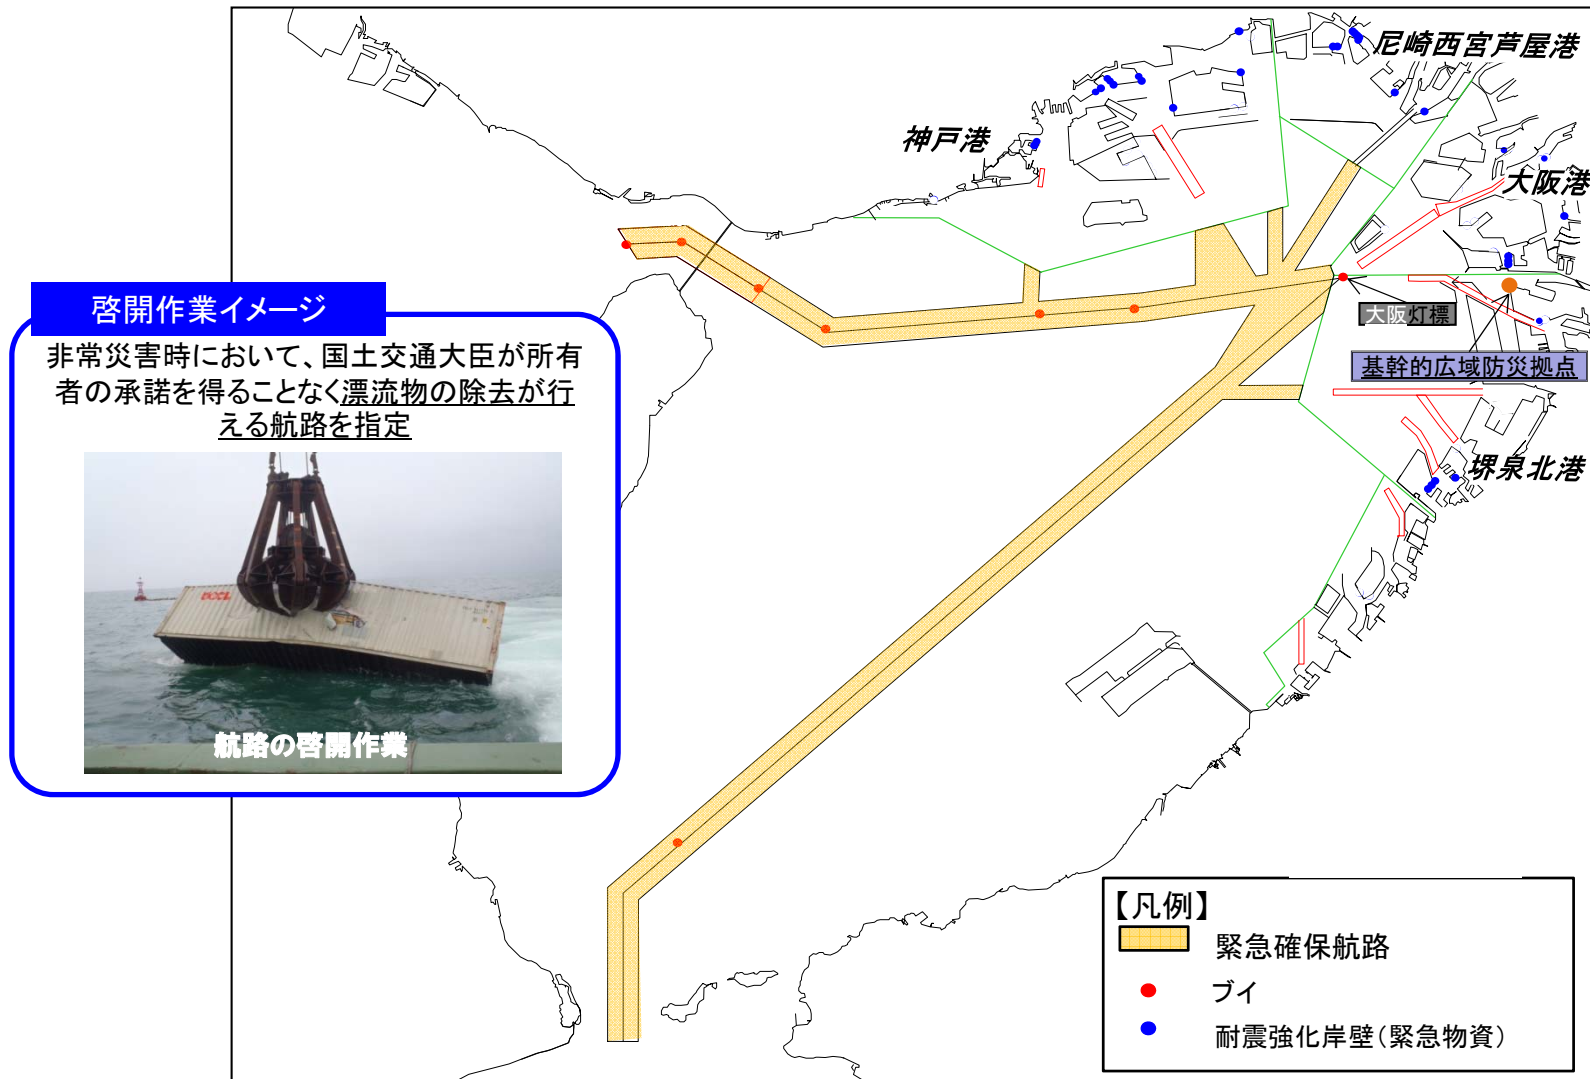 尼崎西宮芦屋港
神戸港
大阪港
大阪灯標
基幹的広域防災拠点
堺泉北港
啓開作業イメージ
非常災害時において、国土交通大臣が所有
者の承諾を得ることなく漂流物の除去が行
える航路を指定
航路の啓開作業
【凡例】
緊急確保航路
ブイ
耐震強化岸壁（緊急物資）